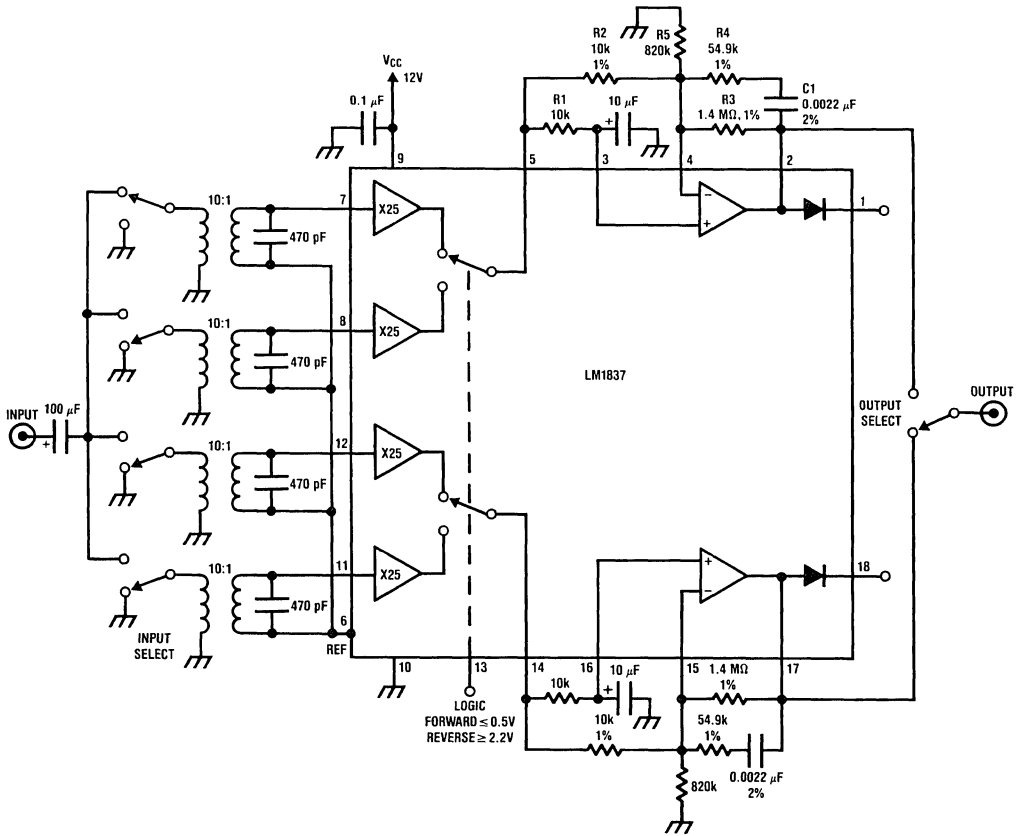 R2
10k
1%
R5
820k
R4
54.9k
1%
VCC
12V
0.1 µF
R1
10k
10 µF
+
R3
1.4 MΩ, 1%
C1
0.0022 µF
2%
9
5
3
4
2
10:1
7
X25
470 pF
−
+
1
10:1
8
X25
470 pF
LM1837
INPUT
100 µF
+
OUTPUT
SELECT
OUTPUT
10:1
12
X25
470 pF
10:1
11
X25
470 pF
+
−
18
INPUT
SELECT
6
REF
10
13
14
16
15
17
LOGIC
FORWARD ≤ 0.5V
REVERSE ≥ 2.2V
10k
10 µF
+
1.4 MΩ
1%
10k
1%
54.9k
1%
0.0022 µF
2%
820k